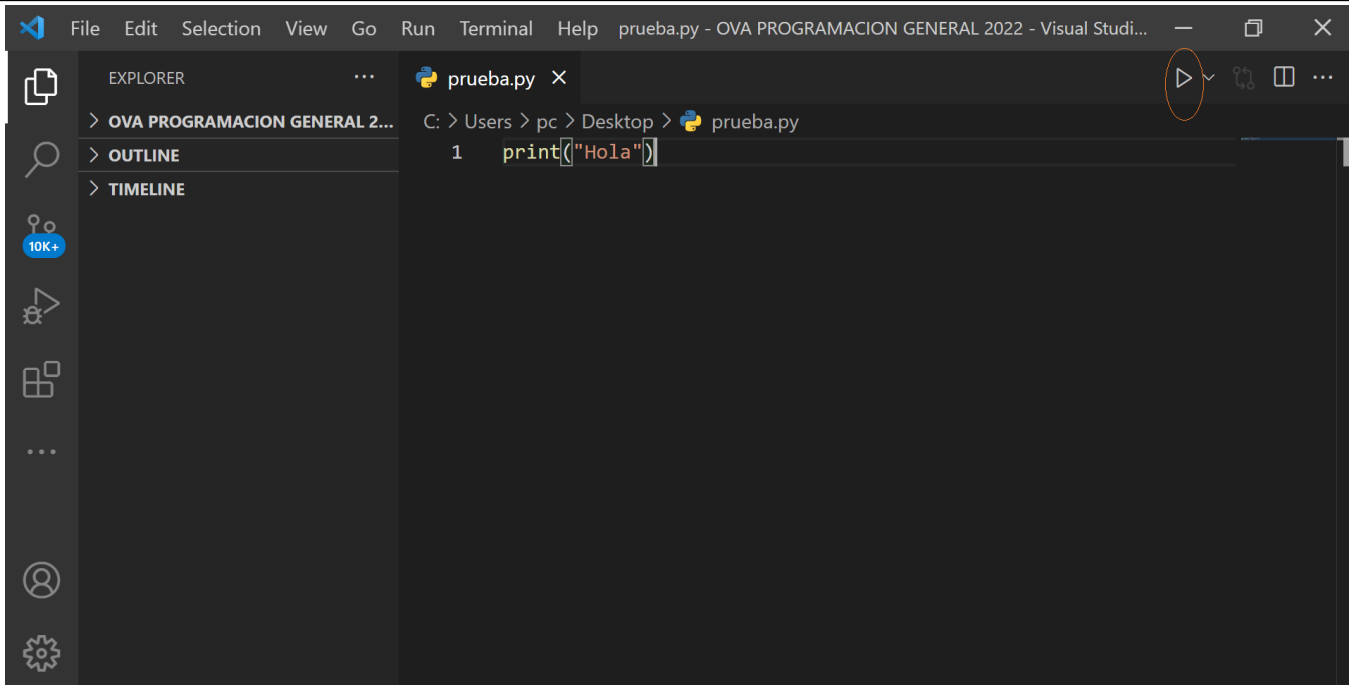 File Edit Selection View Go Run Terminal Help prueba.py - OVA PROGRAMACION GENERAL 2022 - Visual Studi...
EXPLORER ...
prueba.py
OVA PROGRAMACION GENERAL 2...
C: > Users > pc > Desktop > prueba.py
OUTLINE
1 print("Hola")
TIMELINE
10K+